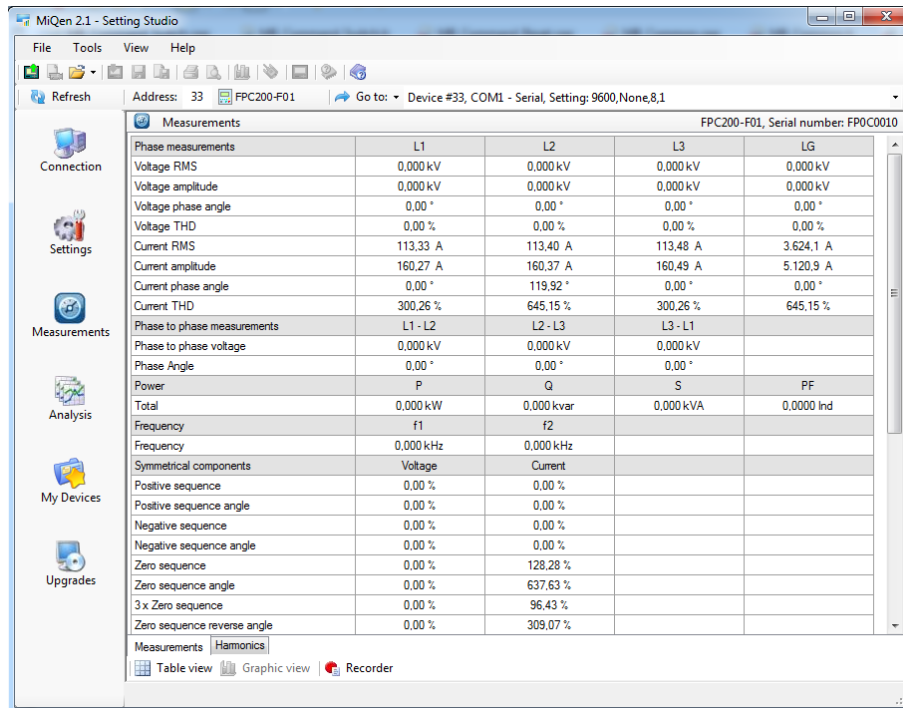 MiQen 2.1 - Setting Studio
File Tools View Help
Refresh Address: 33 FPC200-F01 Go to: Device #33, COM1 - Serial, Setting: 9600,None,8,1
Connection
Settings
Measurements
Analysis
My Devices
Upgrades
Measurements FPC200-F01, Serial number: FP0C0010
Phase measurements L1 L2 L3 LG
Voltage RMS 0,000 kV 0,000 kV 0,000 kV 0,000 kV
Voltage amplitude 0,000 kV 0,000 kV 0,000 kV 0,000 kV
Voltage phase angle 0,00 ° 0,00 ° 0,00 ° 0,00 °
Voltage THD 0,00 % 0,00 % 0,00 % 0,00 %
Current RMS 113,33 A 113,40 A 113,48 A 3.624,1 A
Current amplitude 160,27 A 160,37 A 160,49 A 5.120,9 A
Current phase angle 0,00 ° 119,92 ° 0,00 ° 0,00 °
Current THD 300,26 % 645,15 % 300,26 % 645,15 %
Phase to phase measurements L1 - L2 L2 - L3 L3 - L1
Phase to phase voltage 0,000 kV 0,000 kV 0,000 kV
Phase Angle 0,00 ° 0,00 ° 0,00 °
Power P Q S PF
Total 0,000 kW 0,000 kvar 0,000 kVA 0,0000 Ind
Frequency f1 f2
Frequency 0,000 kHz 0,000 kHz
Symmetrical components Voltage Current
Positive sequence 0,00 % 0,00 %
Positive sequence angle 0,00 % 0,00 %
Negative sequence 0,00 % 0,00 %
Negative sequence angle 0,00 % 0,00 %
Zero sequence 0,00 % 128,28 %
Zero sequence angle 0,00 % 637,63 %
3 x Zero sequence 0,00 % 96,43 %
Zero sequence reverse angle 0,00 % 309,07 %
Measurements Harmonics
Table view Graphic view Recorder